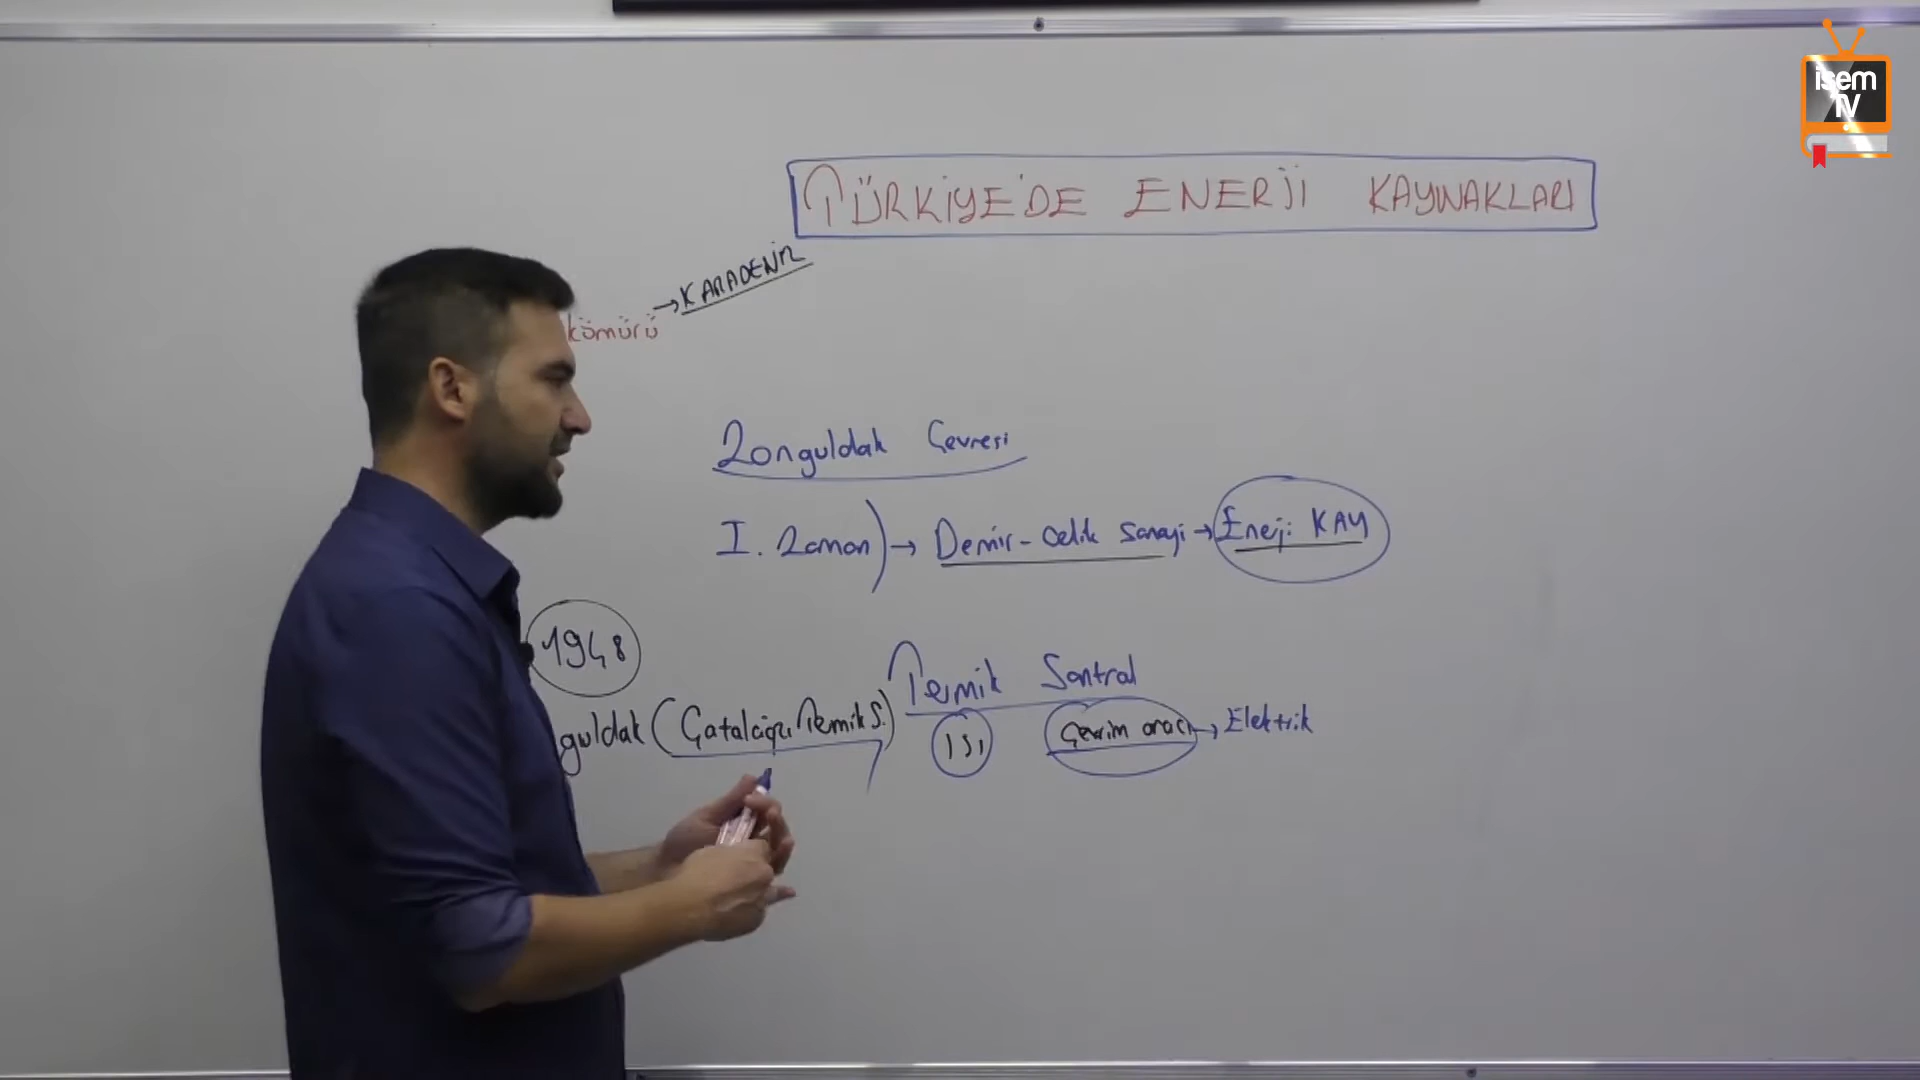 isem
TV
TÜRKİYE'DE ENERJİ KAYNAKLARI
kömürü → KARADENİZ
Zonguldak Çevresi
I. Zaman) → Demir-Çelik Sanayi → Enerji KAY
1948
guldak (Çatalağzı Termik S.) Termik Santral
ISI Çevrim aracı → Elektrik